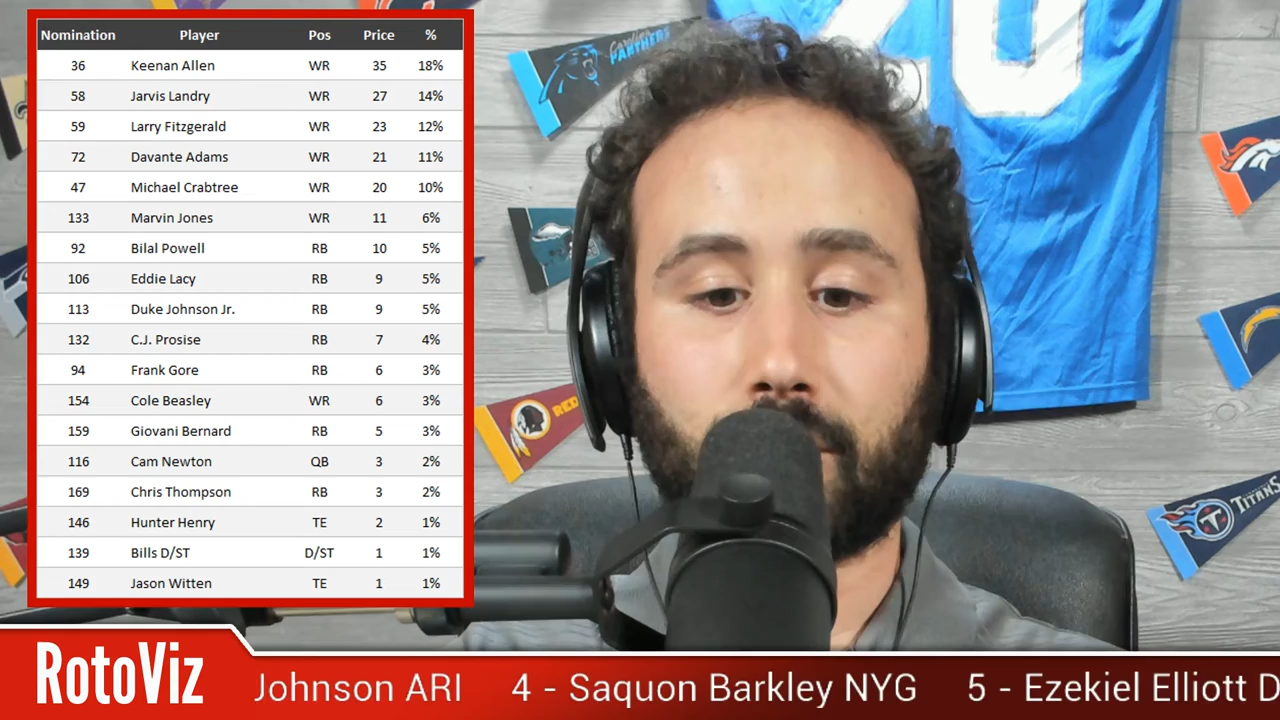 Nomination Player Pos Price %
36 Keenan Allen WR 35 18%
58 Jarvis Landry WR 27 14%
59 Larry Fitzgerald WR 23 12%
72 Davante Adams WR 21 11%
47 Michael Crabtree WR 20 10%
133 Marvin Jones WR 11 6%
92 Bilal Powell RB 10 5%
106 Eddie Lacy RB 9 5%
113 Duke Johnson Jr. RB 9 5%
132 C.J. Prosise RB 7 4%
94 Frank Gore RB 6 3%
154 Cole Beasley WR 6 3%
159 Giovani Bernard RB 5 3%
116 Cam Newton QB 3 2%
169 Chris Thompson RB 3 2%
146 Hunter Henry TE 2 1%
139 Bills D/ST D/ST 1 1%
149 Jason Witten TE 1 1%
Carolina
PANTHERS
20
RED
TITANS
RotoViz
Johnson ARI 4 - Saquon Barkley NYG 5 - Ezekiel Elliott D